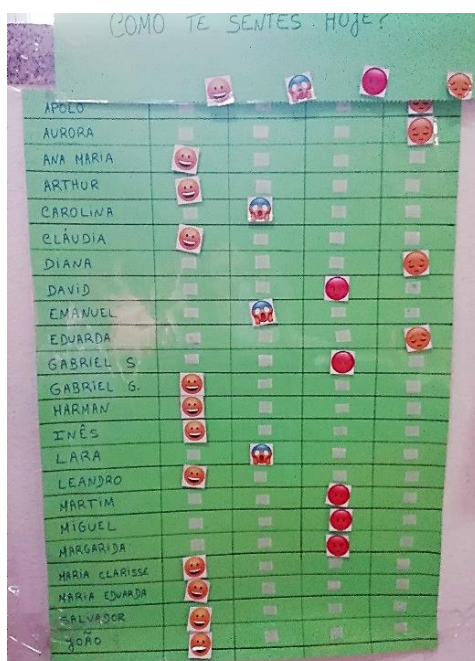 COMO TE SENTES HOJE?
APOLO
AURORA
ANA MARIA
ARTHUR
CAROLINA
CLÁUDIA
DIANA
DAVID
EMANUEL
EDUARDA
GABRIEL S
GABRIEL G.
HARMAN
INÊS
LARA
LEANDRO
MARTIM
MIGUEL
MARGARIDA
MARIA CLARISSE
MARIA EDUARDA
SALVADOR
JOÃO